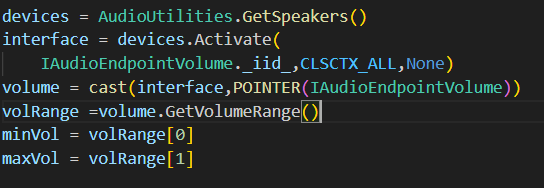 devices = AudioUtilities.GetSpeakers()
interface = devices.Activate(
    IAudioEndpointVolume._iid_,CLSCTX_ALL,None)
volume = cast(interface,POINTER(IAudioEndpointVolume))
volRange =volume.GetVolumeRange()
minVol = volRange[0]
maxVol = volRange[1]